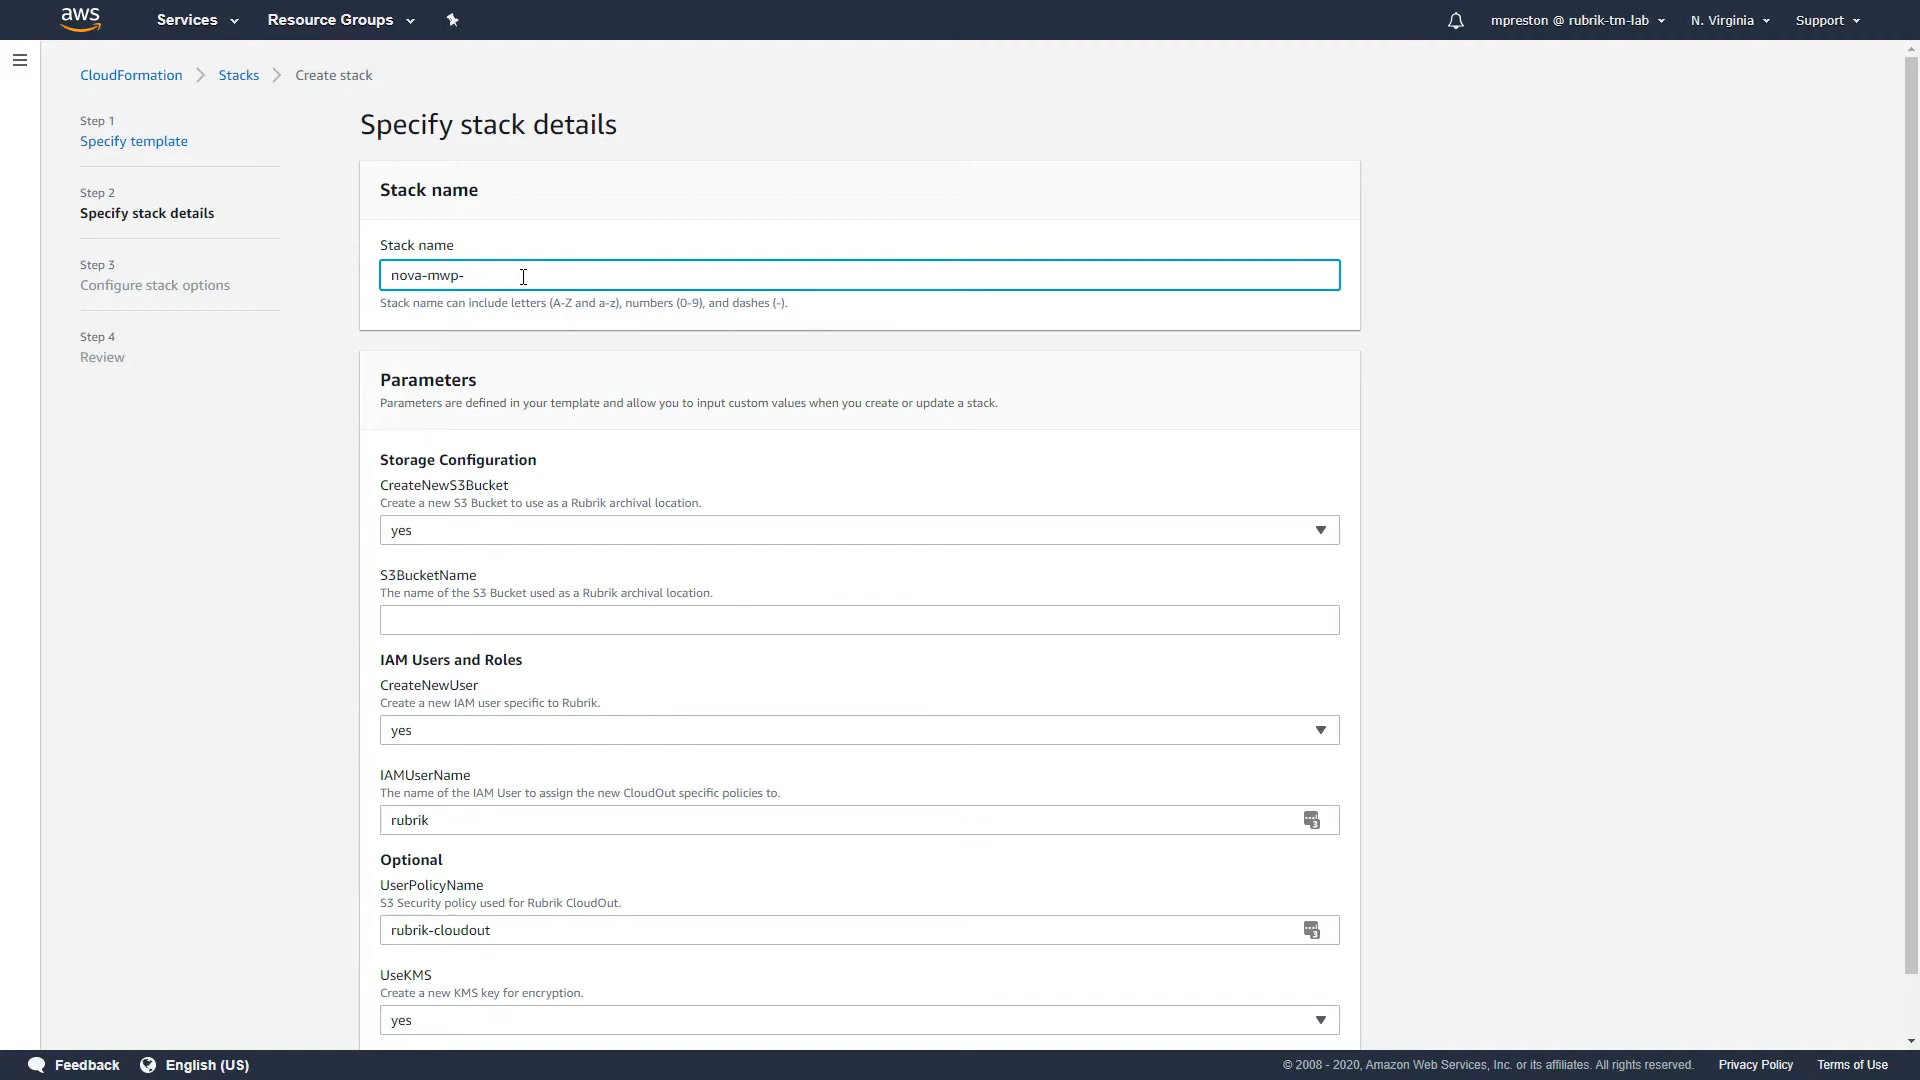 aws
Services
Resource Groups
mpreston @ rubrik-tm-lab
N. Virginia
Support
CloudFormation
Stacks
Create stack
Step 1
Specify template
Step 2
Specify stack details
Step 3
Configure stack options
Step 4
Review
Specify stack details
Stack name
Stack name
nova-mwp-
Stack name can include letters (A-Z and a-z), numbers (0-9), and dashes (-).
Parameters
Parameters are defined in your template and allow you to input custom values when you create or update a stack.
Storage Configuration
CreateNewS3Bucket
Create a new S3 Bucket to use as a Rubrik archival location.
yes
S3BucketName
The name of the S3 Bucket used as a Rubrik archival location.
IAM Users and Roles
CreateNewUser
Create a new IAM user specific to Rubrik.
yes
IAMUserName
The name of the IAM User to assign the new CloudOut specific policies to.
rubrik
3
Optional
UserPolicyName
S3 Security policy used for Rubrik CloudOut.
rubrik-cloudout
3
UseKMS
Create a new KMS key for encryption.
yes
Feedback
English (US)
© 2008 - 2020, Amazon Web Services, Inc. or its affiliates. All rights reserved.
Privacy Policy
Terms of Use